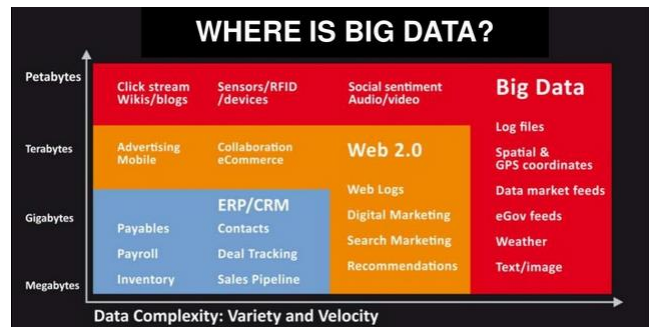 WHERE IS BIG DATA?
Petabytes
Click stream
Wikis/blogs
Sensors/RFID
/devices
Social sentiment
Audio/video
Big Data
Log files
Spatial &
GPS coordinates
Data market feeds
eGov feeds
Weather
Text/image
Terabytes
Advertising
Mobile
Collaboration
eCommerce
Web 2.0
Web Logs
Digital Marketing
Search Marketing
Recommendations
Gigabytes
ERP/CRM
Payables
Contacts
Payroll
Deal Tracking
Inventory
Sales Pipeline
Megabytes
Data Complexity: Variety and Velocity